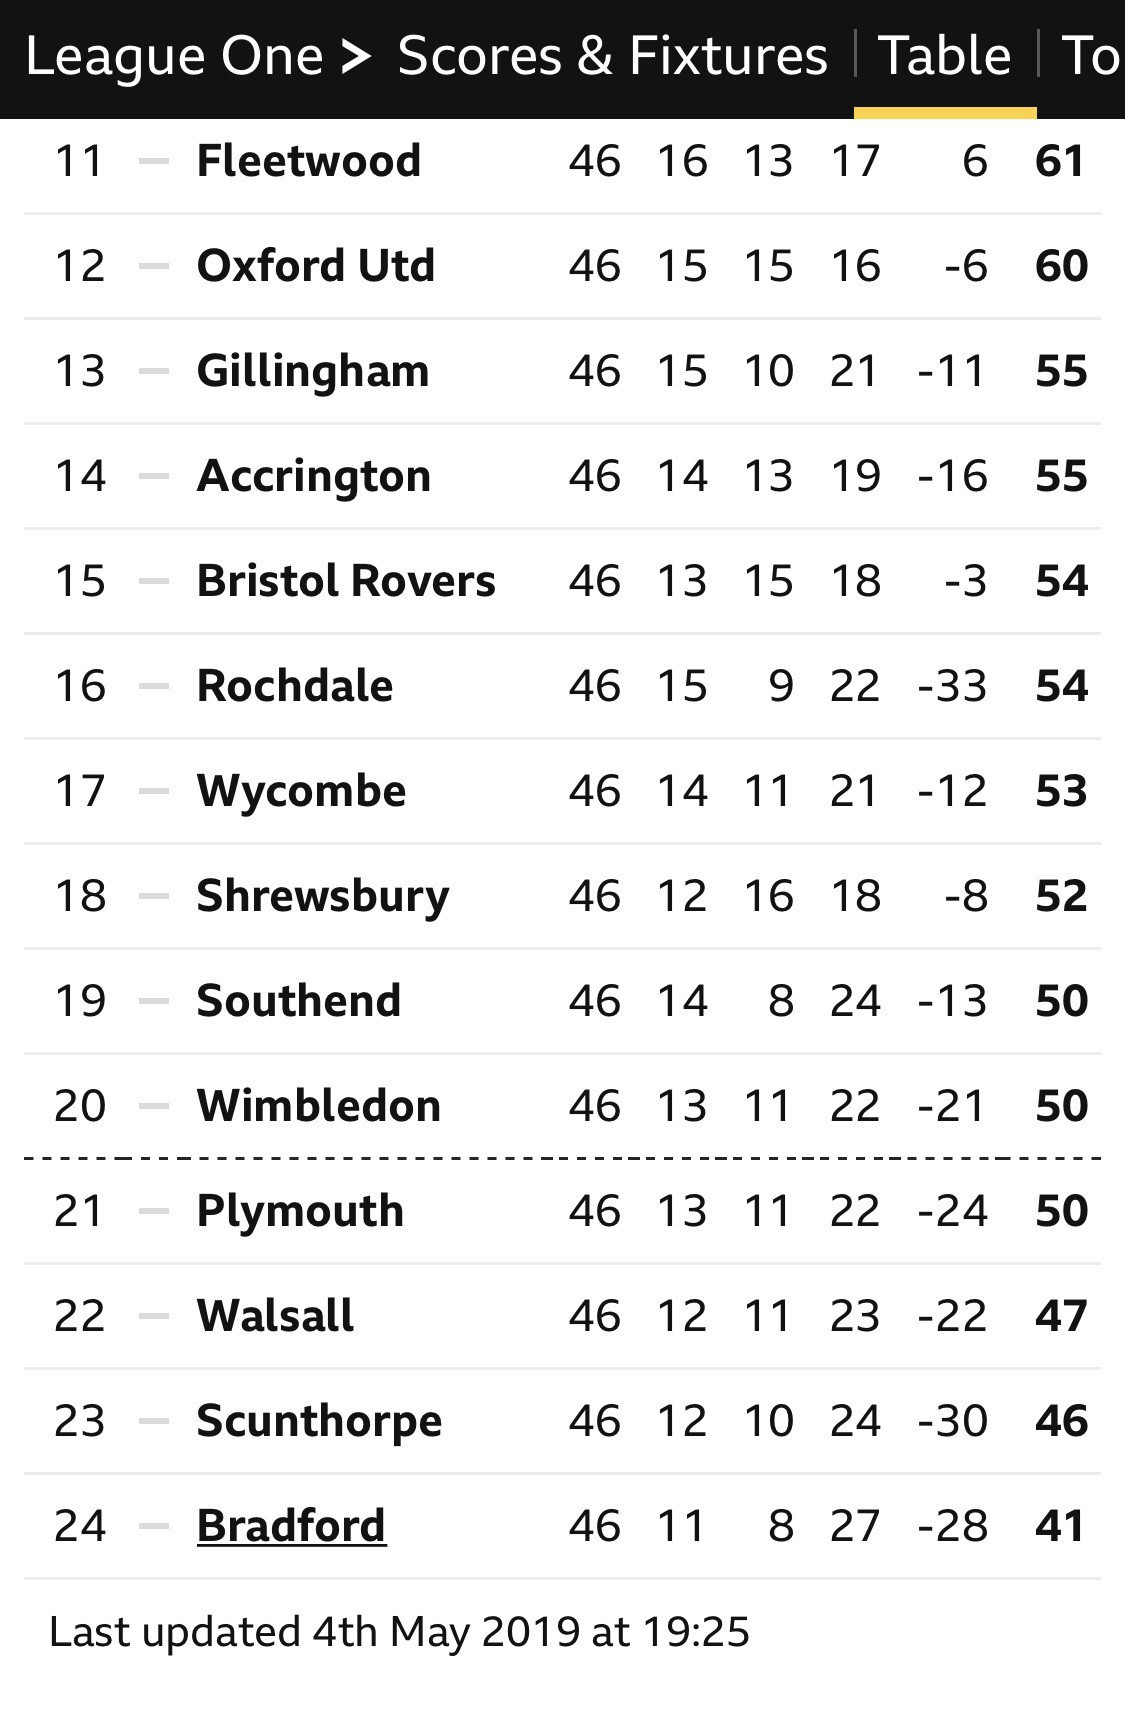 League One > Scores & Fixtures | Table | To
11 – Fleetwood 46 16 13 17 6 61
12 – Oxford Utd 46 15 15 16 -6 60
13 – Gillingham 46 15 10 21 -11 55
14 – Accrington 46 14 13 19 -16 55
15 – Bristol Rovers 46 13 15 18 -3 54
16 – Rochdale 46 15 9 22 -33 54
17 – Wycombe 46 14 11 21 -12 53
18 – Shrewsbury 46 12 16 18 -8 52
19 – Southend 46 14 8 24 -13 50
20 – Wimbledon 46 13 11 22 -21 50
21 – Plymouth 46 13 11 22 -24 50
22 – Walsall 46 12 11 23 -22 47
23 – Scunthorpe 46 12 10 24 -30 46
24 – Bradford 46 11 8 27 -28 41
Last updated 4th May 2019 at 19:25